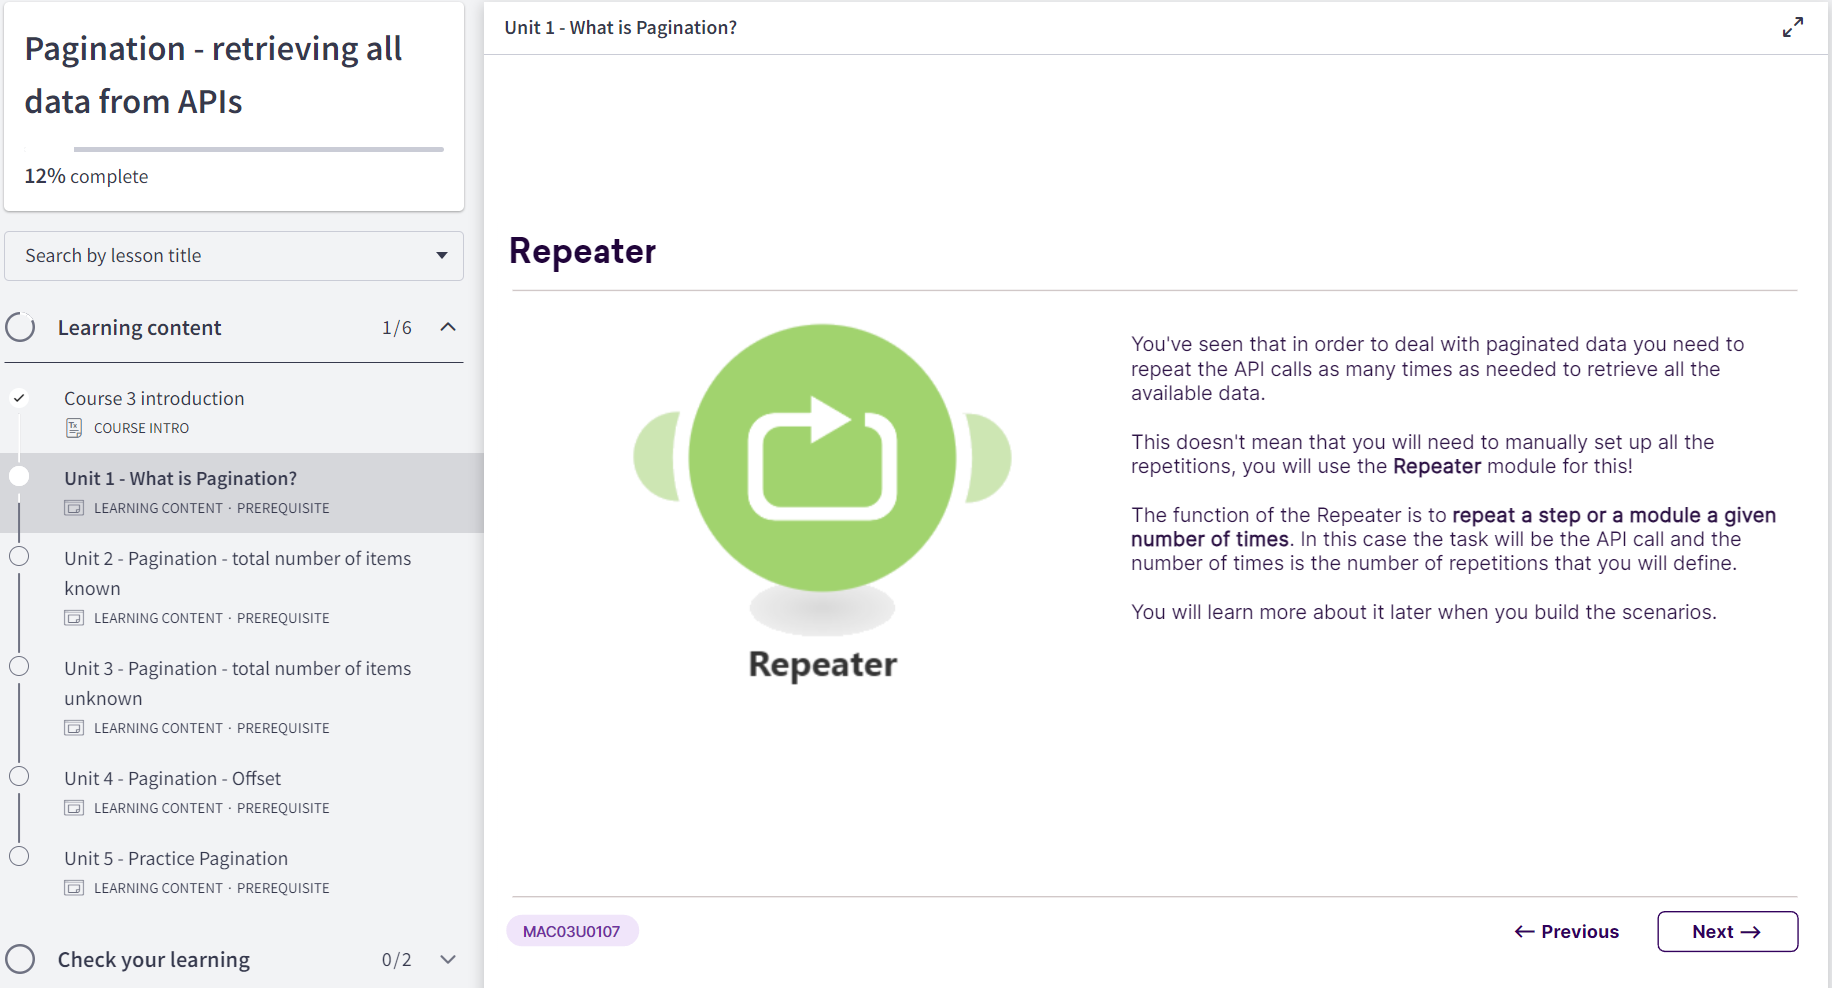 Pagination - retrieving all
data from APIs
12% complete
Search by lesson title
Learning content 1/6
Course 3 introduction
COURSE INTRO
Unit 1 - What is Pagination?
LEARNING CONTENT · PREREQUISITE
Unit 2 - Pagination - total number of items
known
LEARNING CONTENT · PREREQUISITE
Unit 3 - Pagination - total number of items
unknown
LEARNING CONTENT · PREREQUISITE
Unit 4 - Pagination - Offset
LEARNING CONTENT · PREREQUISITE
Unit 5 - Practice Pagination
LEARNING CONTENT · PREREQUISITE
Check your learning 0/2
Unit 1 - What is Pagination?
Repeater
Repeater
You've seen that in order to deal with paginated data you need to
repeat the API calls as many times as needed to retrieve all the
available data.
This doesn't mean that you will need to manually set up all the
repetitions, you will use the Repeater module for this!
The function of the Repeater is to repeat a step or a module a given
number of times. In this case the task will be the API call and the
number of times is the number of repetitions that you will define.
You will learn more about it later when you build the scenarios.
MAC03U0107
← Previous
Next →